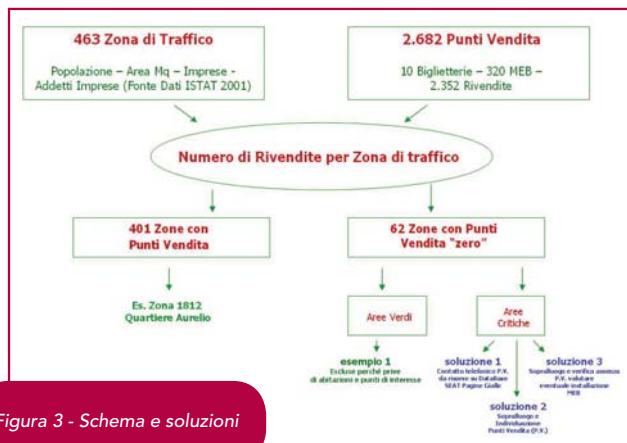 463 Zona di Traffico
Popolazione – Area Mq – Imprese -
Addetti Imprese (Fonte Dati ISTAT 2001)
2.682 Punti Vendita
10 Biglietterie – 320 MEB –
2.352 Rivendite
Numero di Rivendite per Zona di traffico
401 Zone con
Punti Vendita
62 Zone con Punti
Vendita "zero"
Es. Zona 1812
Quartiere Aurelio
Aree Verdi
Aree
Critiche
esempio 1
Escluse perché prive
di abitazioni e punti di interesse
soluzione 1
Contatto telefonico P.V.
da risorse su DataBase
SEAT Pagine Gialle
soluzione 3
Sopralluogo e verifica assenza
P.V. valutare
eventuale installazione
MEB
soluzione 2
Sopralluogo e
Individuazione
Punti Vendita (P.V.)
Figura 3 - Schema e soluzioni